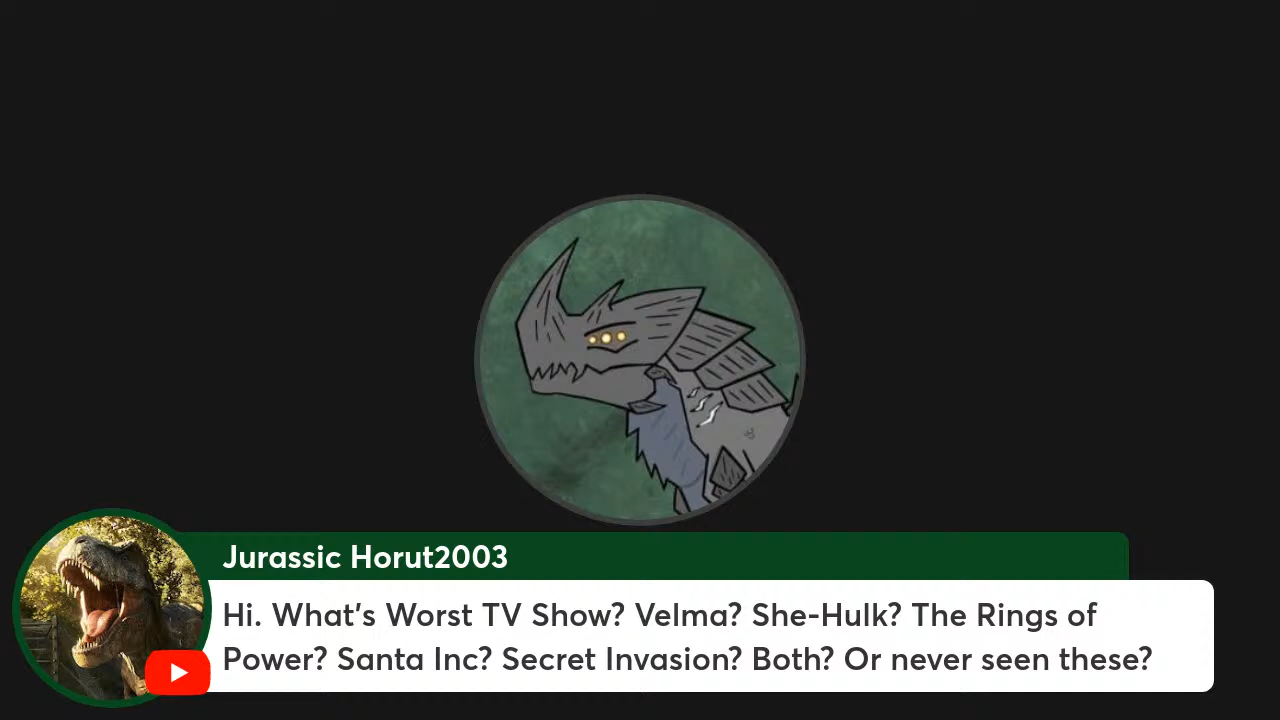 Jurassic Horut2003
Hi. What's Worst TV Show? Velma? She-Hulk? The Rings of
Power? Santa Inc? Secret Invasion? Both? Or never seen these?